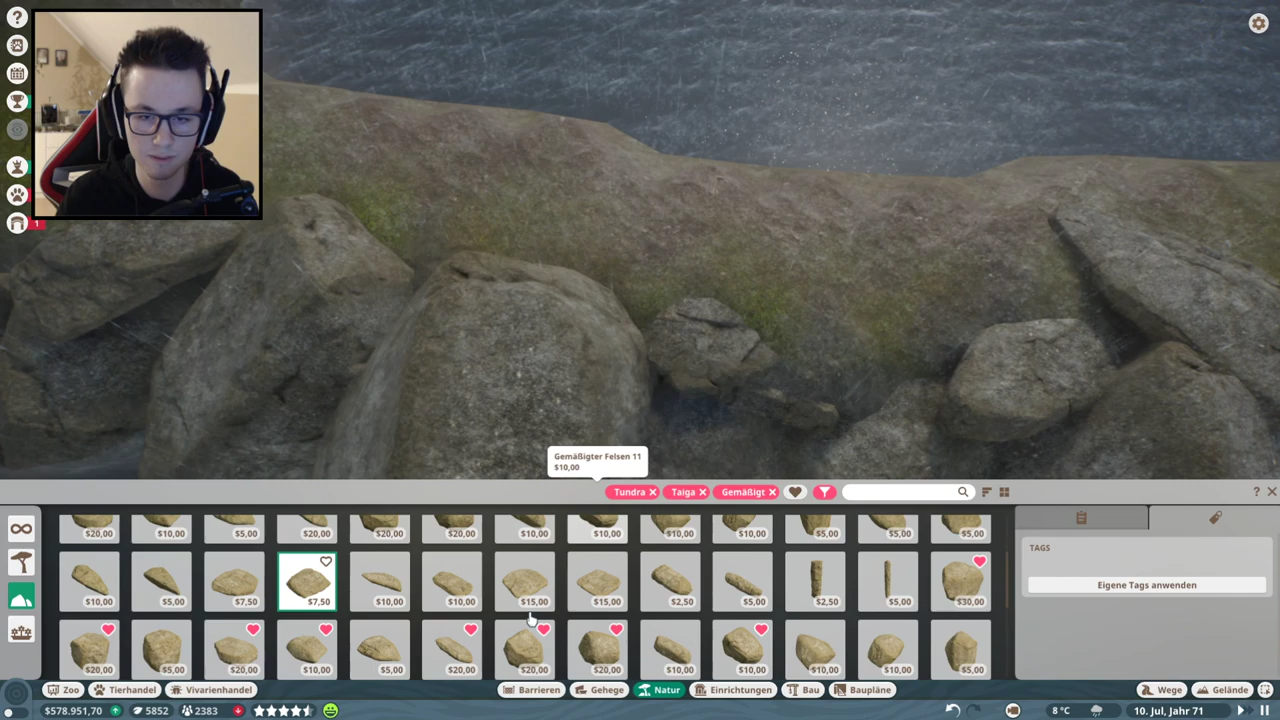 ?
1
Gemäßigter Felsen 11
$10,00
Tundra ✕ Taiga ✕ Gemäßigt ✕
? ✕
$20,00 $10,00 $5,00 $20,00 $20,00 $20,00 $10,00 $10,00 $10,00 $5,00 $5,00 $5,00 $5,00
$10,00 $5,00 $7,50 $7,50 $10,00 $10,00 $15,00 $15,00 $2,50 $5,00 $2,50 $5,00 $30,00
$20,00 $5,00 $20,00 $10,00 $5,00 $20,00 $20,00 $20,00 $10,00 $10,00 $10,00 $10,00 $5,00
TAGS
Eigene Tags anwenden
Zoo Tierhandel Vivarienhandel Barrieren Gehege Natur Einrichtungen Bau Baupläne Wege Gelände
$578.951,70 5852 2383 8 °C 10. Jul, Jahr 71